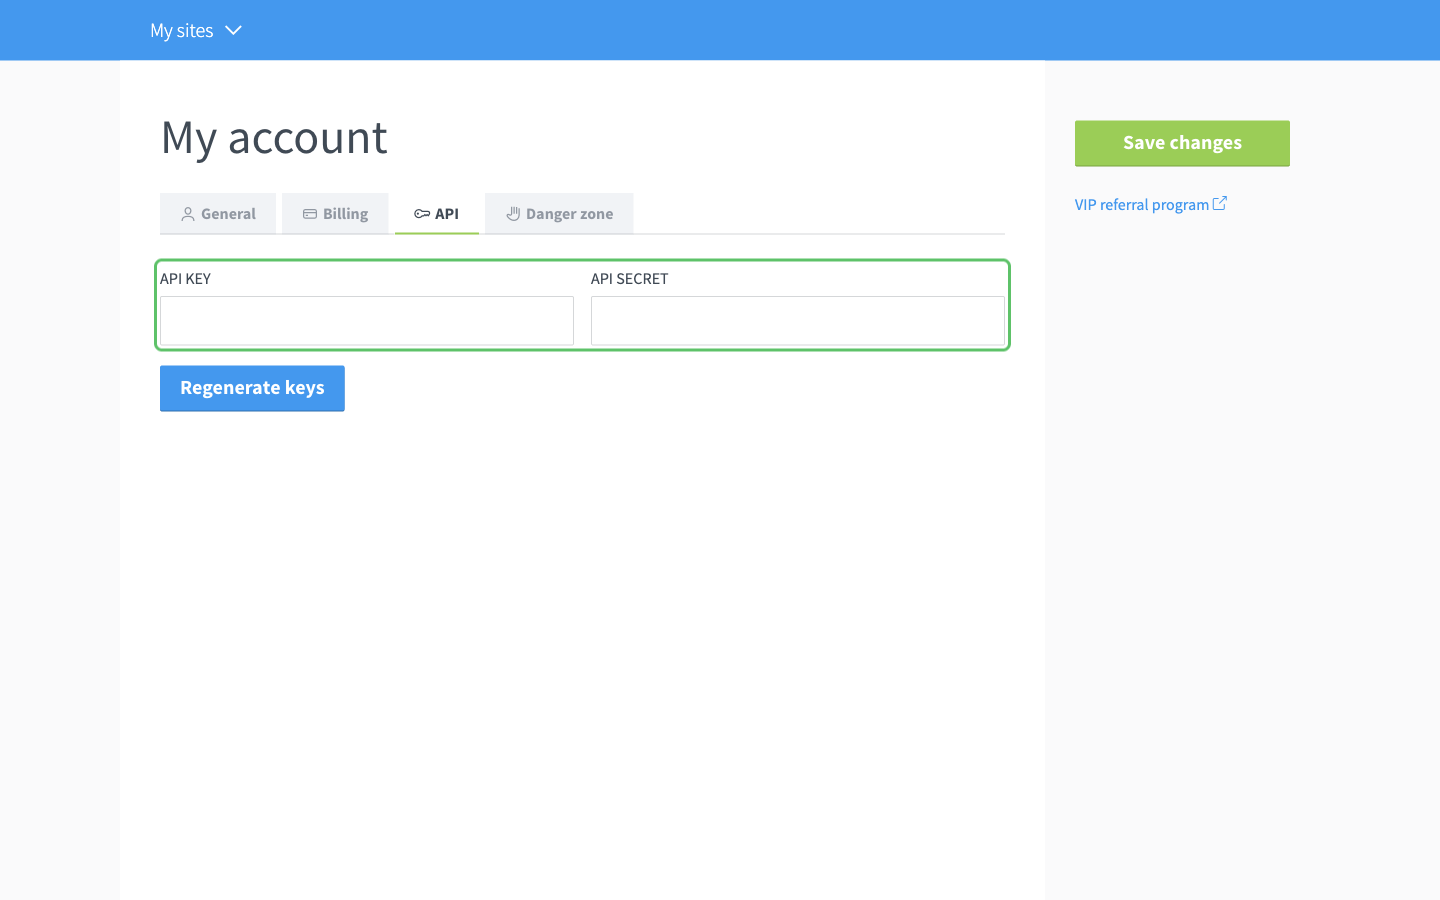 My sites
My account
General
Billing
API
Danger zone
API KEY
API SECRET
Regenerate keys
Save changes
VIP referral program